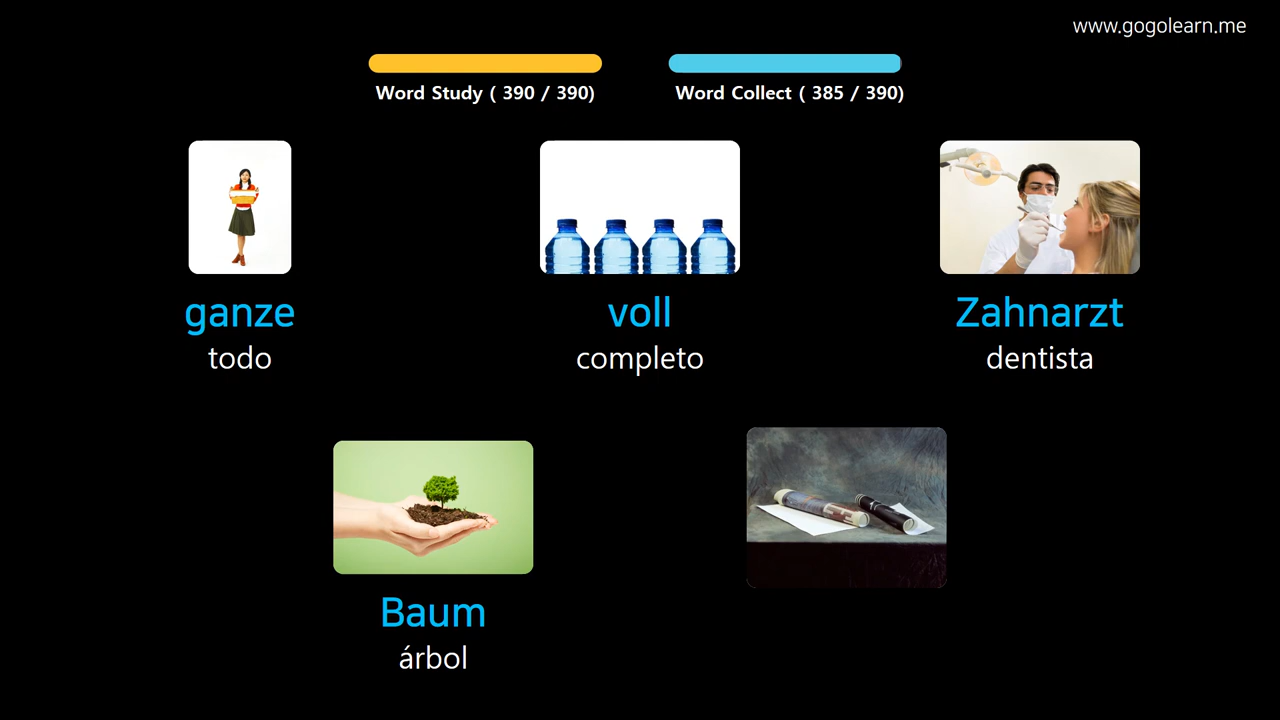 www.gogolearn.me
Word Study ( 390 / 390)
Word Collect ( 385 / 390)
ganze
todo
voll
completo
Zahnarzt
dentista
Baum
árbol